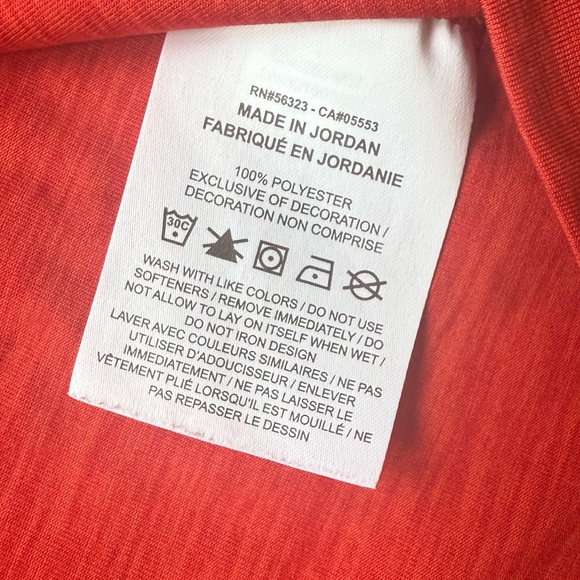 RN#56323 - CA#05553
MADE IN JORDAN
FABRIQUÉ EN JORDANIE
100% POLYESTER
EXCLUSIVE OF DECORATION /
DECORATION NON COMPRISE
30C
WASH WITH LIKE COLORS / DO NOT USE
SOFTENERS / REMOVE IMMEDIATELY / DO
NOT ALLOW TO LAY ON ITSELF WHEN WET /
DO NOT IRON DESIGN
LAVER AVEC COULEURS SIMILAIRES / NE PAS
UTILISER D'ADOUCISSEUR / ENLEVER
IMMÉDIATEMENT / NE PAS LAISSER LE
VÊTEMENT PLIÉ LORSQU'IL EST MOUILLÉ / NE
PAS REPASSER LE DESSIN